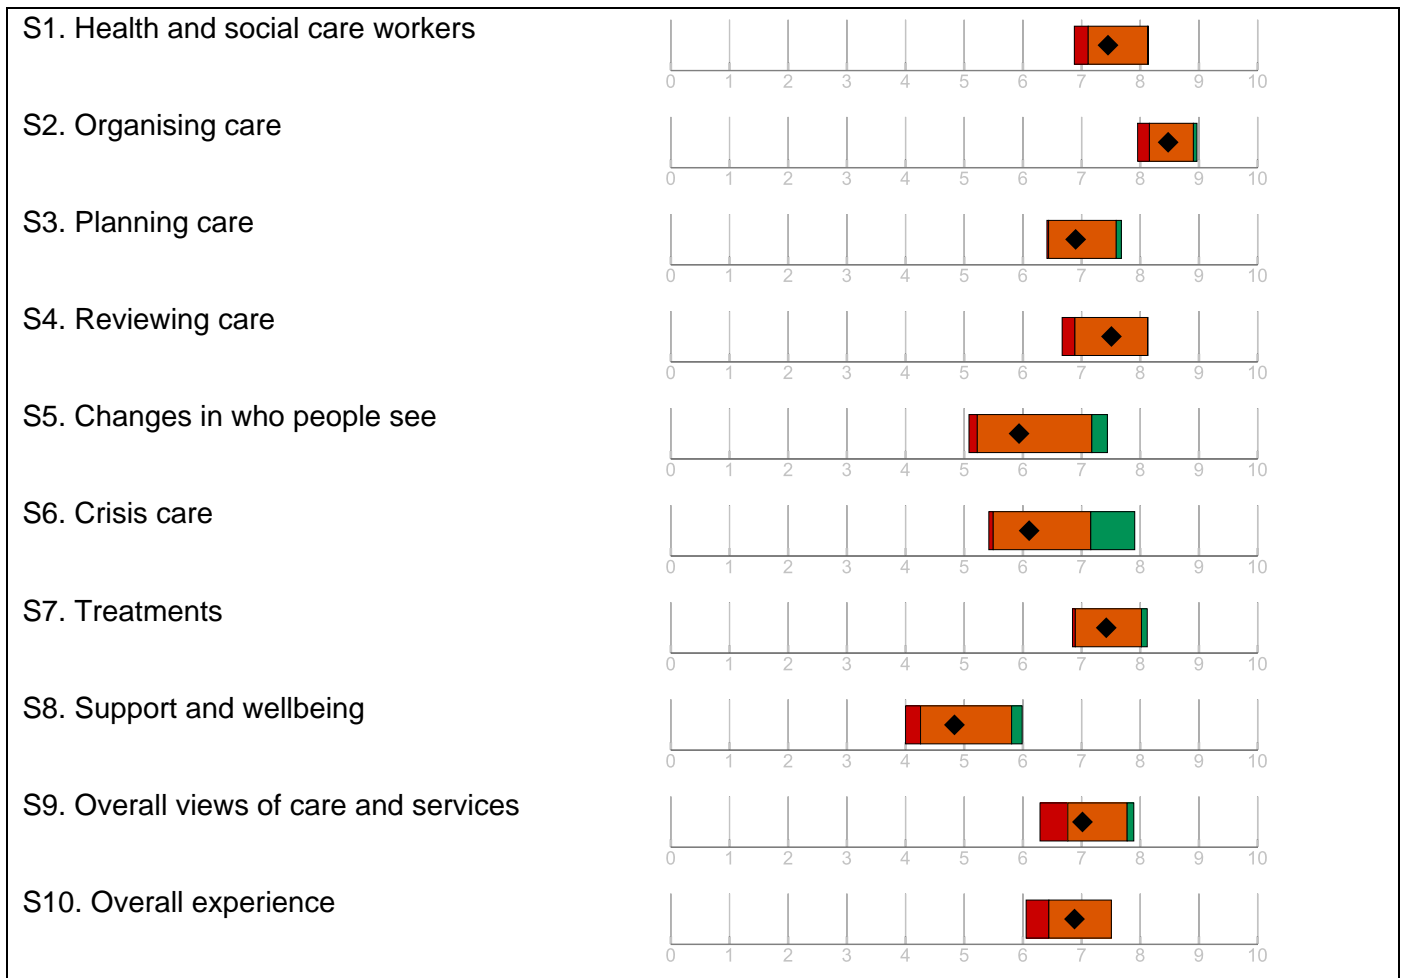 S1. Health and social care workers
0 1 2 3 4 5 6 7 8 9 10
S2. Organising care
0 1 2 3 4 5 6 7 8 9 10
S3. Planning care
0 1 2 3 4 5 6 7 8 9 10
S4. Reviewing care
0 1 2 3 4 5 6 7 8 9 10
S5. Changes in who people see
0 1 2 3 4 5 6 7 8 9 10
S6. Crisis care
0 1 2 3 4 5 6 7 8 9 10
S7. Treatments
0 1 2 3 4 5 6 7 8 9 10
S8. Support and wellbeing
0 1 2 3 4 5 6 7 8 9 10
S9. Overall views of care and services
0 1 2 3 4 5 6 7 8 9 10
S10. Overall experience
0 1 2 3 4 5 6 7 8 9 10